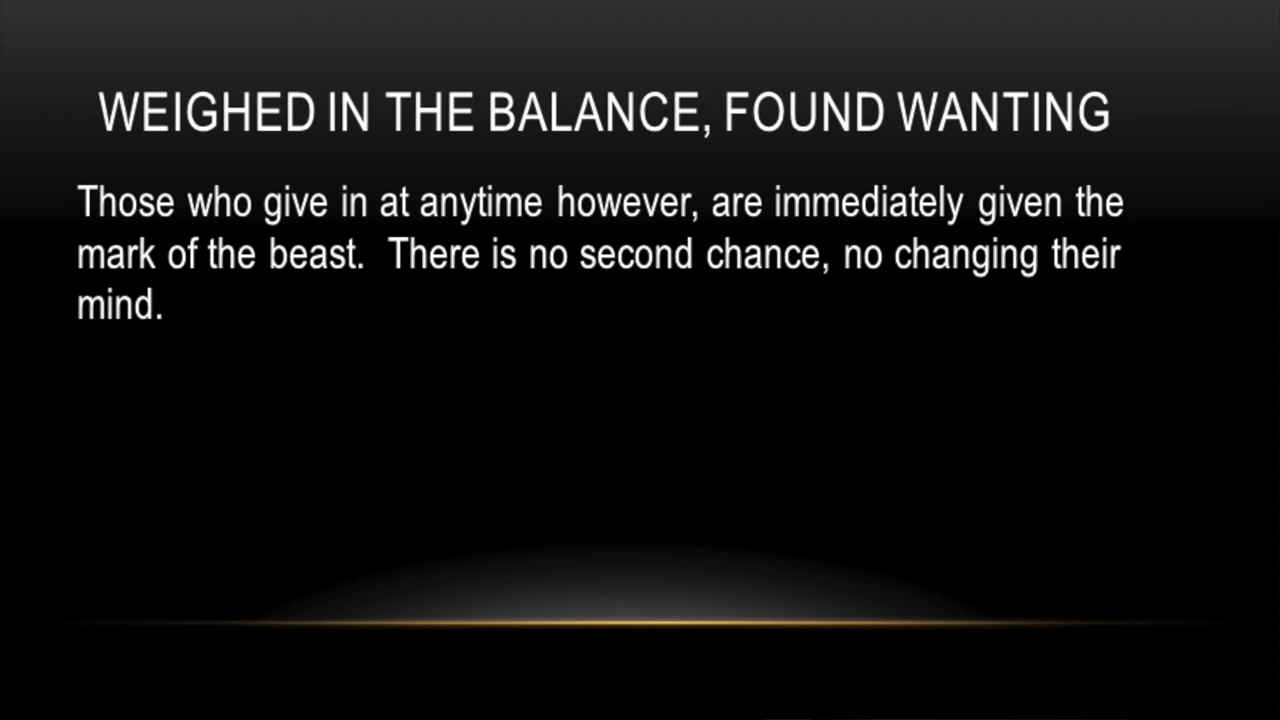 WEIGHED IN THE BALANCE, FOUND WANTING
Those who give in at anytime however, are immediately given the
mark of the beast.  There is no second chance, no changing their
mind.